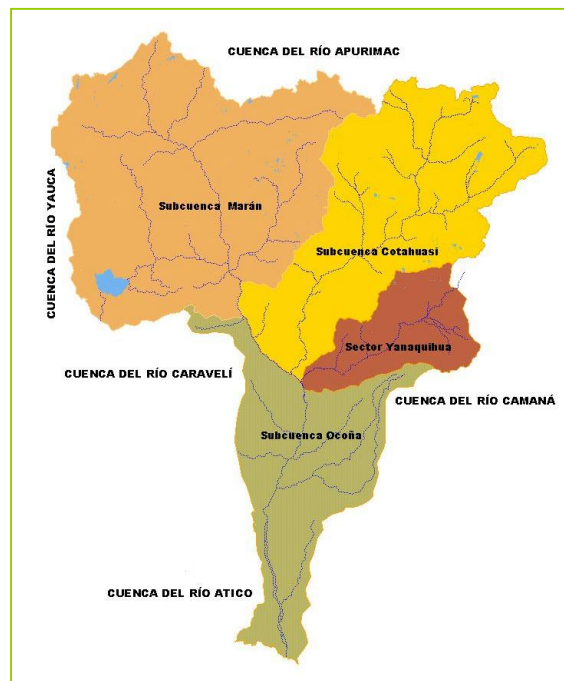 CUENCA DEL RÍO APURIMAC
CUENCA DEL RÍO YAUCA
Subcuenca Marán
Subcuenca Cotahuasi
Sector Yanaquihua
CUENCA DEL RÍO CARAVELÍ
CUENCA DEL RÍO CAMANÁ
Subcuenca Ocoña
CUENCA DEL RÍO ATICO